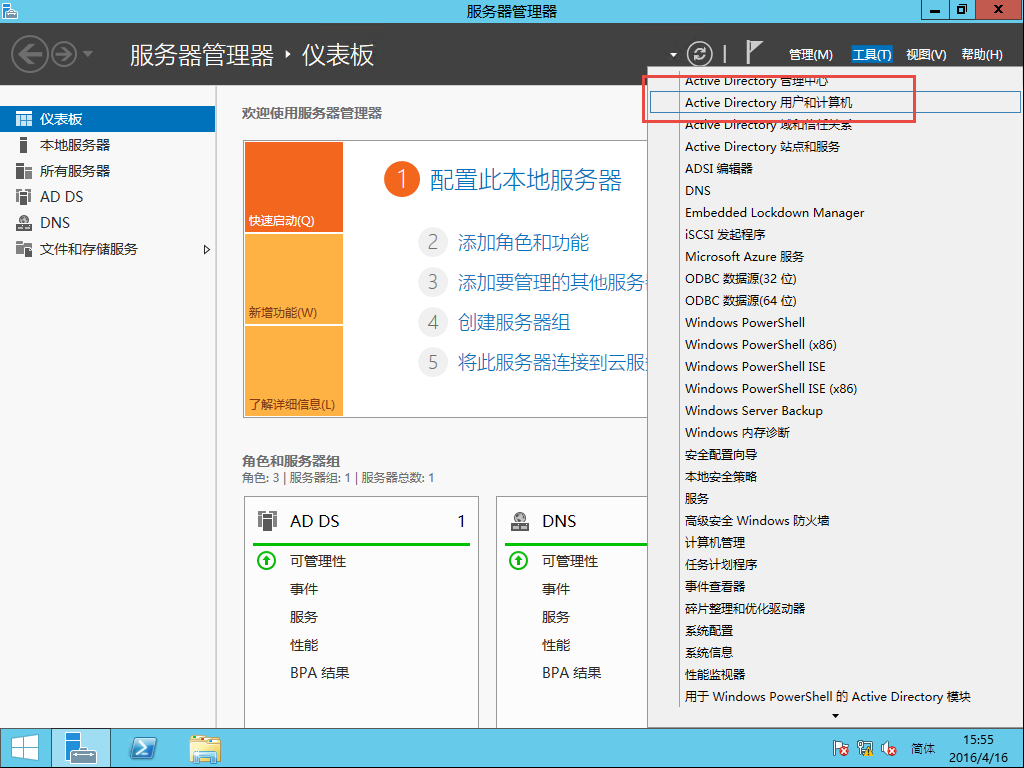 服务器管理器
服务器管理器 · 仪表板
管理(M) 工具(T) 视图(V) 帮助(H)
仪表板
本地服务器
所有服务器
AD DS
DNS
文件和存储服务
欢迎使用服务器管理器
快速启动(Q)
新增功能(W)
了解详细信息(L)
1 配置此本地服务器
2 添加角色和功能
3 添加要管理的其他服务
4 创建服务器组
5 将此服务器连接到云服
角色和服务器组
角色: 3 | 服务器组: 1 | 服务器总数: 1
AD DS 1
可管理性
事件
服务
性能
BPA 结果
DNS
可管理性
事件
服务
性能
BPA 结果
Active Directory 管理中心
Active Directory 用户和计算机
Active Directory 域和信任关系
Active Directory 站点和服务
ADSI 编辑器
DNS
Embedded Lockdown Manager
iSCSI 发起程序
Microsoft Azure 服务
ODBC 数据源(32 位)
ODBC 数据源(64 位)
Windows PowerShell
Windows PowerShell (x86)
Windows PowerShell ISE
Windows PowerShell ISE (x86)
Windows Server Backup
Windows 内存诊断
安全配置向导
本地安全策略
服务
高级安全 Windows 防火墙
计算机管理
任务计划程序
事件查看器
碎片整理和优化驱动器
系统配置
系统信息
性能监视器
用于 Windows PowerShell 的 Active Directory 模块
简体
15:55
2016/4/16